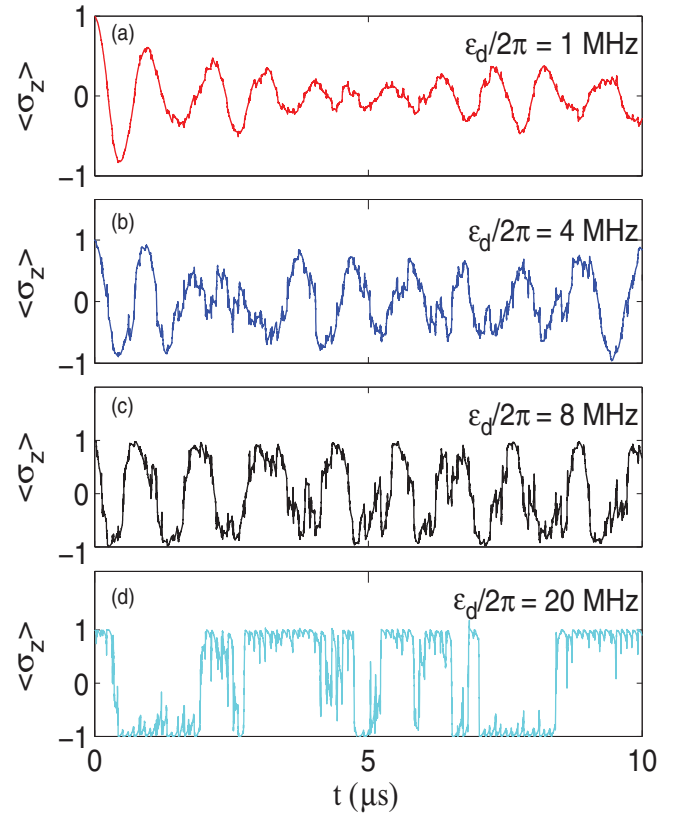 (a)
ε_d/2π = 1 MHz
<σ_z>
1
0
−1
(b)
ε_d/2π = 4 MHz
<σ_z>
1
0
−1
(c)
ε_d/2π = 8 MHz
<σ_z>
1
0
−1
(d)
ε_d/2π = 20 MHz
<σ_z>
1
0
−1
0 5 10
t (μs)